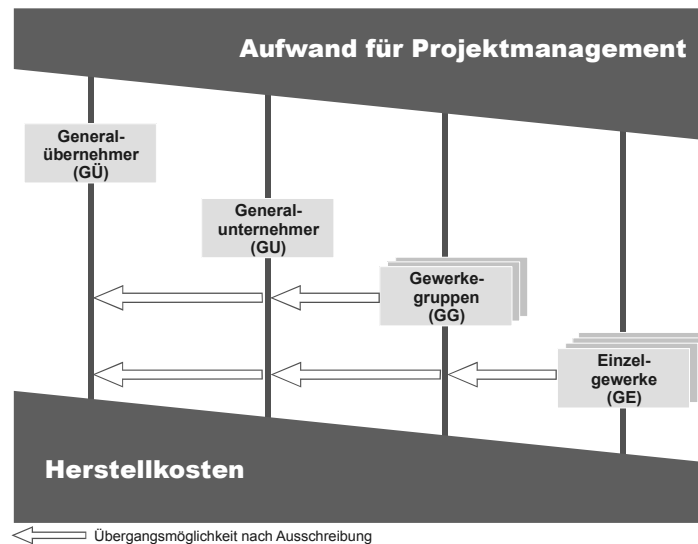 Aufwand für Projektmanagement
General-
übernehmer
(GÜ)
General-
unternehmer
(GU)
Gewerke-
gruppen
(GG)
Einzel-
gewerke
(GE)
Herstellkosten
Übergangsmöglichkeit nach Ausschreibung